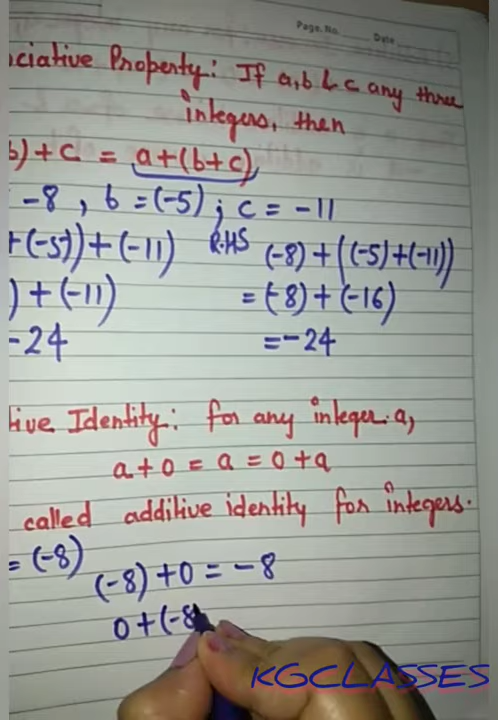 Page. No. Date
ciative Property: If a, b & c any three
integers, then
b) + c = a+(b+c)
-8 , b = (-5) ; c = -11
+(-5)) + (-11) R.HS (-8) + ((-5)+(-11))
) + (-11) = (-8) + (-16)
-24 = -24
tive Identity: for any integer a,
a + 0 = a = 0 + a
called additive identity for integers.
= (-8) (-8) + 0 = -8
0 + (-8
KGCLASSES